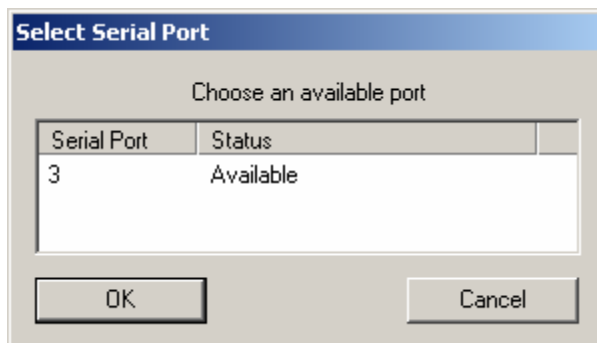 Select Serial Port
Choose an available port
Serial Port Status
3 Available
OK Cancel